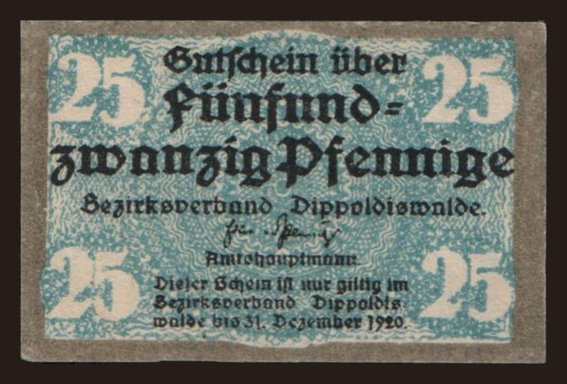 25 Gutschein über 25
Fünfund=
zwanzig Pfennige
Bezirksverband Dippoldiswalde.
Amtshauptmann
25 Dieser Schein ist nur giltig im 25
Bezirksverband Dippoldis-
walde bis 31. Dezember 1920.